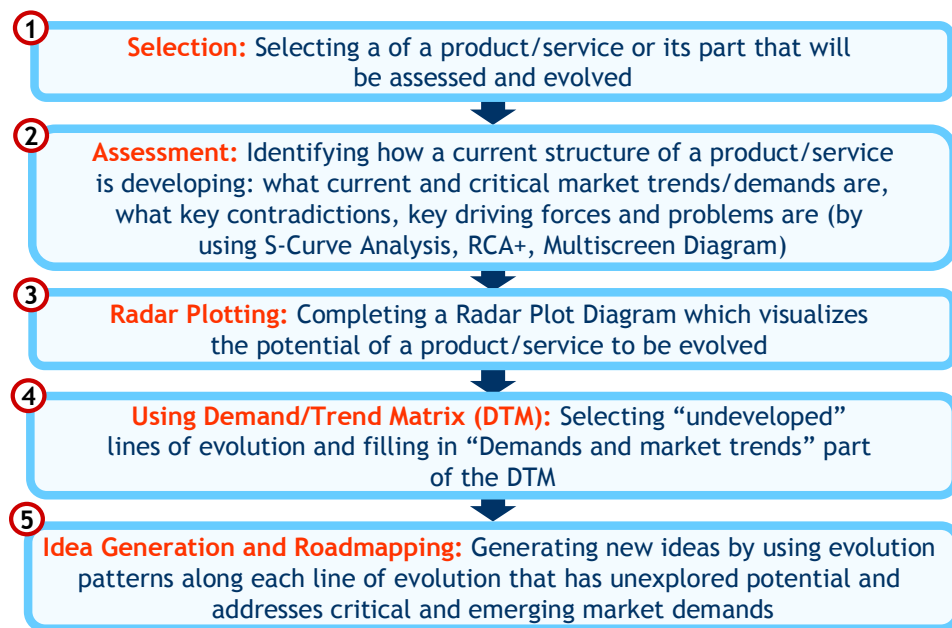 1
Selection: Selecting a of a product/service or its part that will
be assessed and evolved
2
Assessment: Identifying how a current structure of a product/service
is developing: what current and critical market trends/demands are,
what key contradictions, key driving forces and problems are (by
using S-Curve Analysis, RCA+, Multiscreen Diagram)
3
Radar Plotting: Completing a Radar Plot Diagram which visualizes
the potential of a product/service to be evolved
4
Using Demand/Trend Matrix (DTM): Selecting “undeveloped”
lines of evolution and filling in “Demands and market trends” part
of the DTM
5
Idea Generation and Roadmapping: Generating new ideas by using evolution
patterns along each line of evolution that has unexplored potential and
addresses critical and emerging market demands